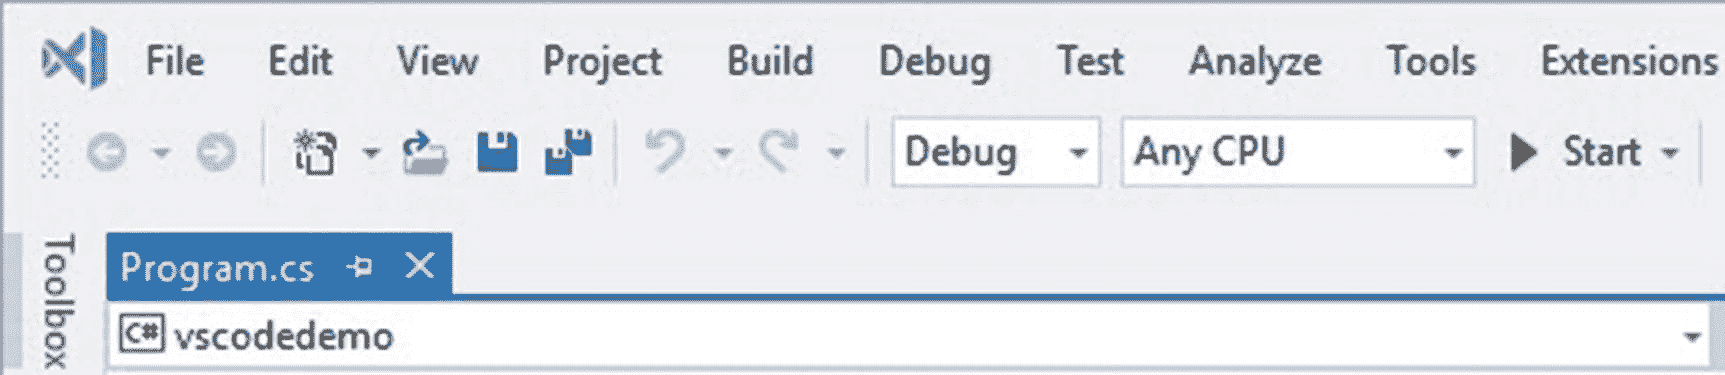 File Edit View Project Build Debug Test Analyze Tools Extensions
Debug Any CPU Start
Toolbox
Program.cs
C# vscodedemo